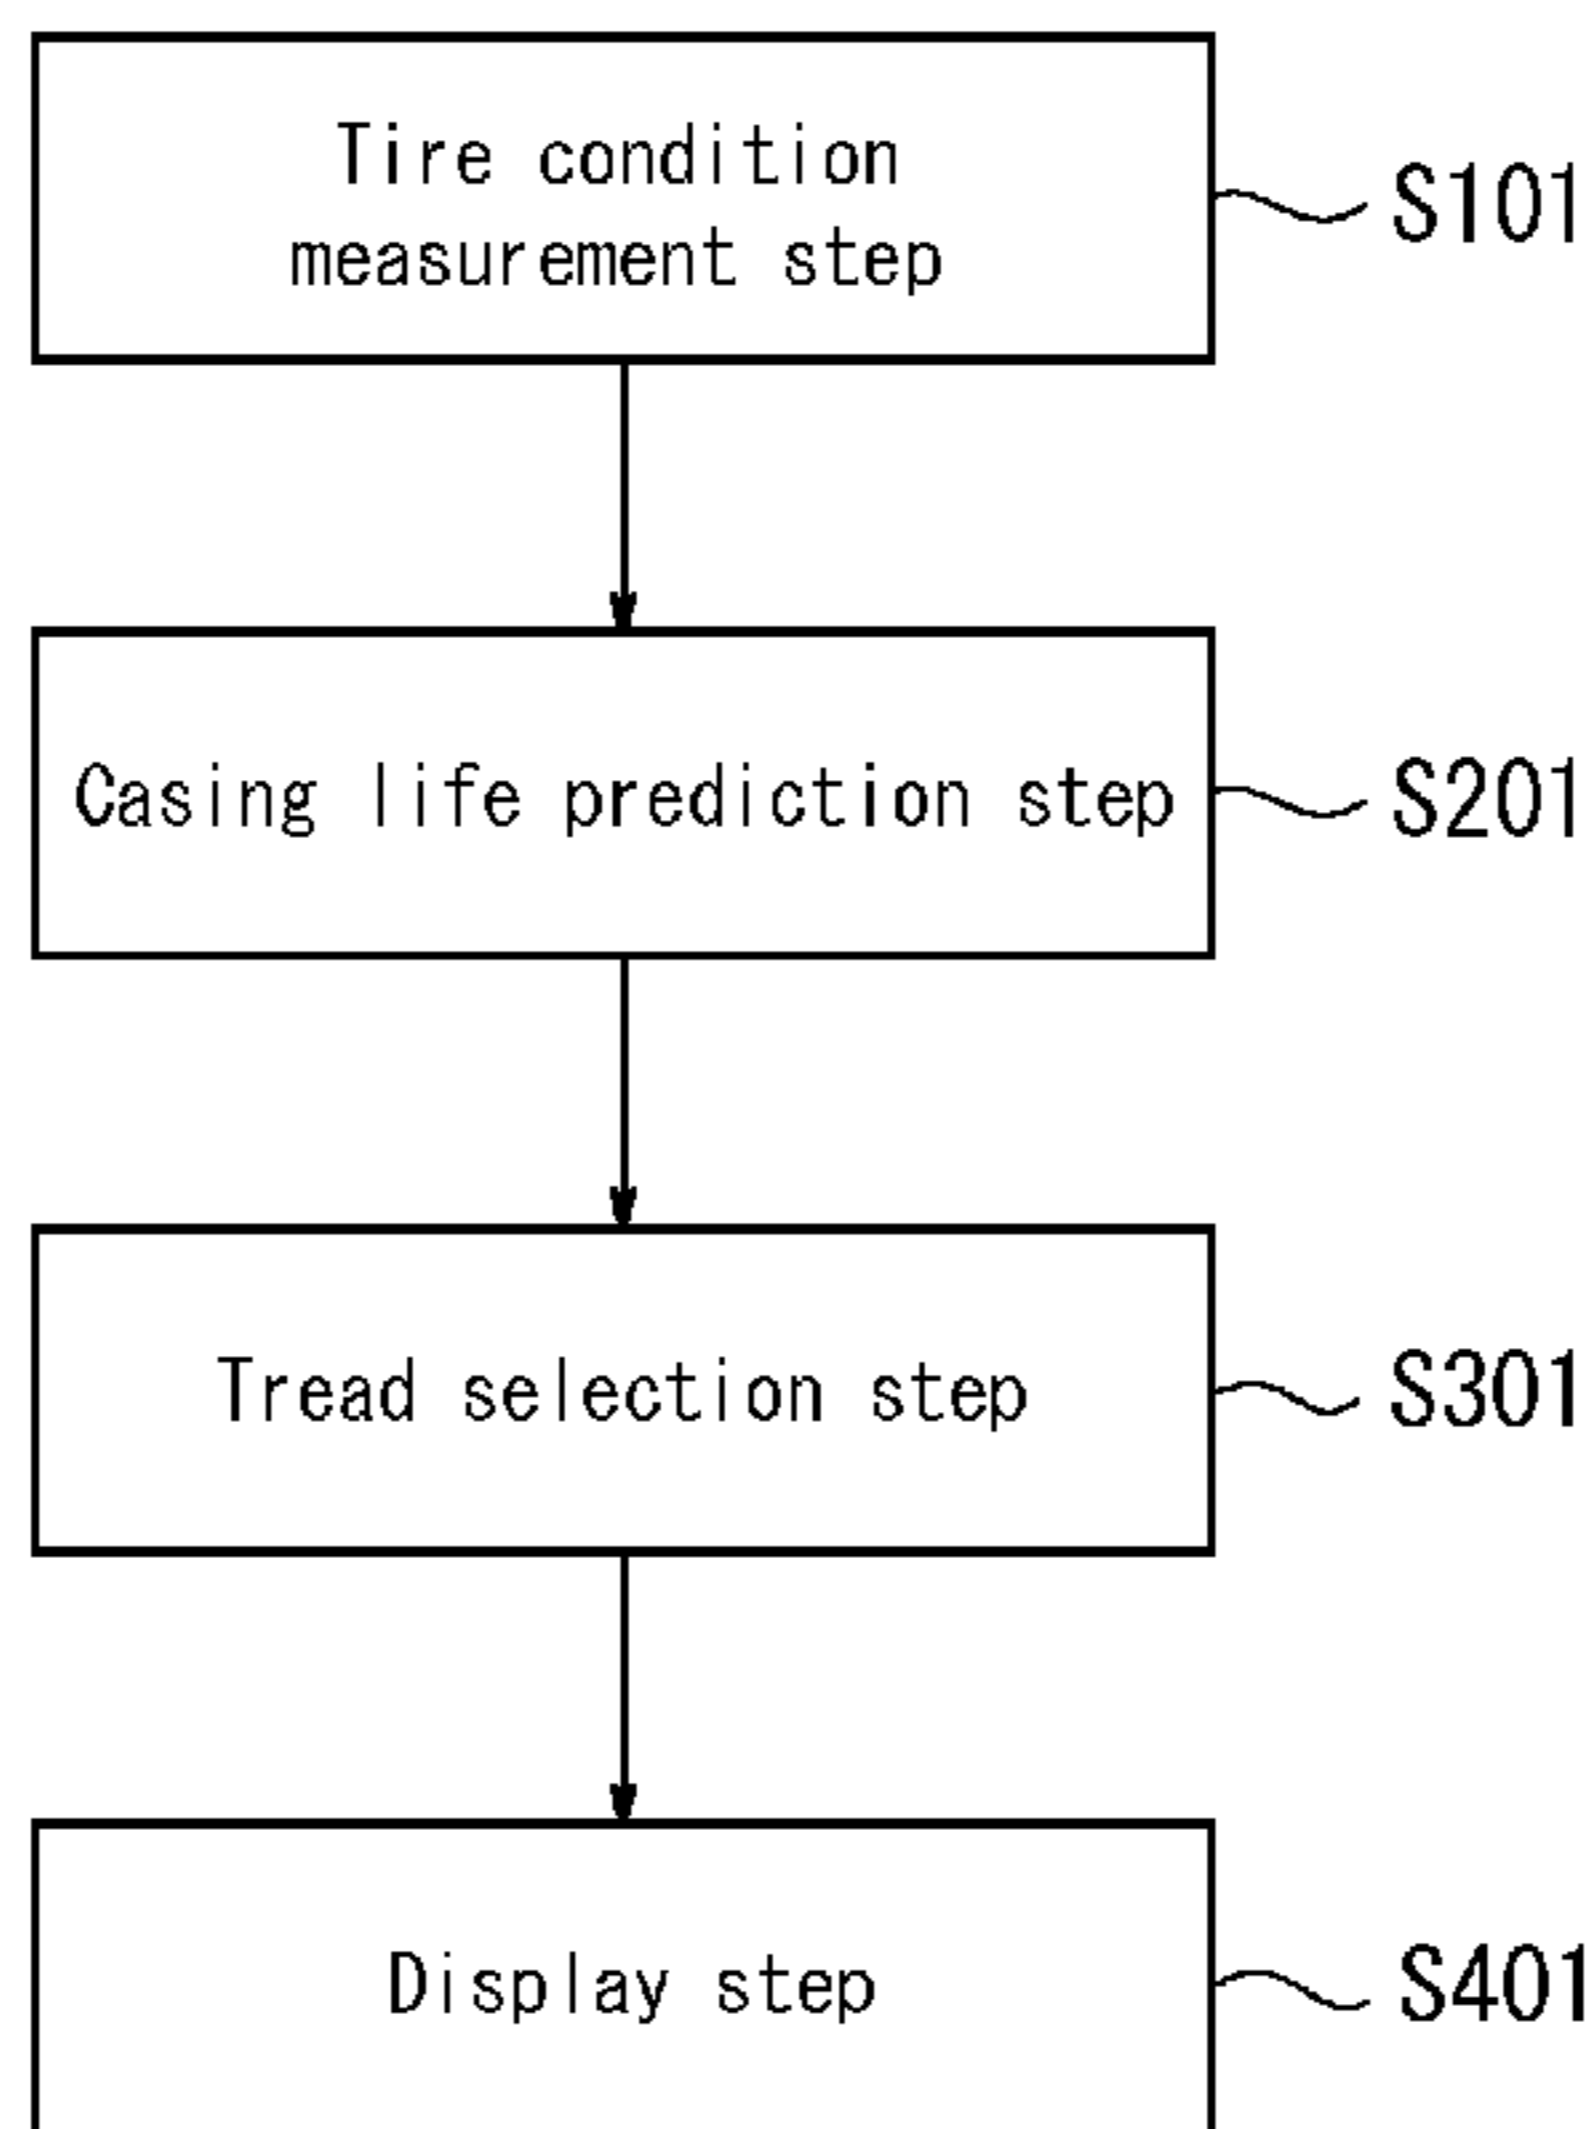 Tire condition
measurement step
S101
Casing life prediction step
S201
Tread selection step
S301
Display step
S401